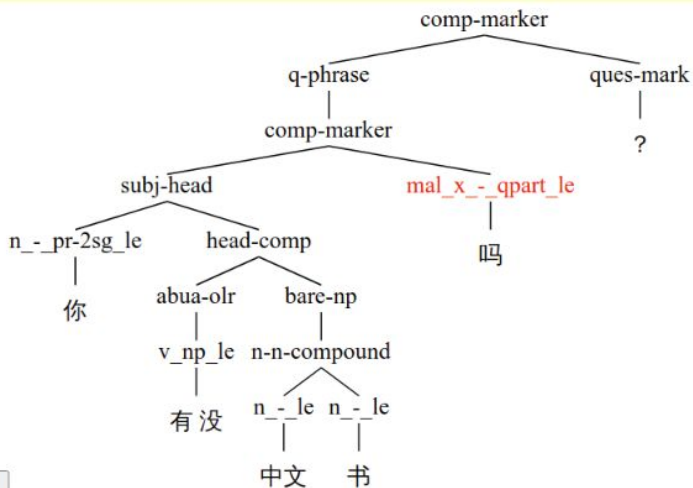 comp-marker
q-phrase ques-mark
comp-marker ?
subj-head mal_x_-_qpart_le
n_-_pr-2sg_le head-comp 吗
你 abua-olr bare-np
v_np_le n-n-compound
有 没 n_-_le n_-_le
中文 书